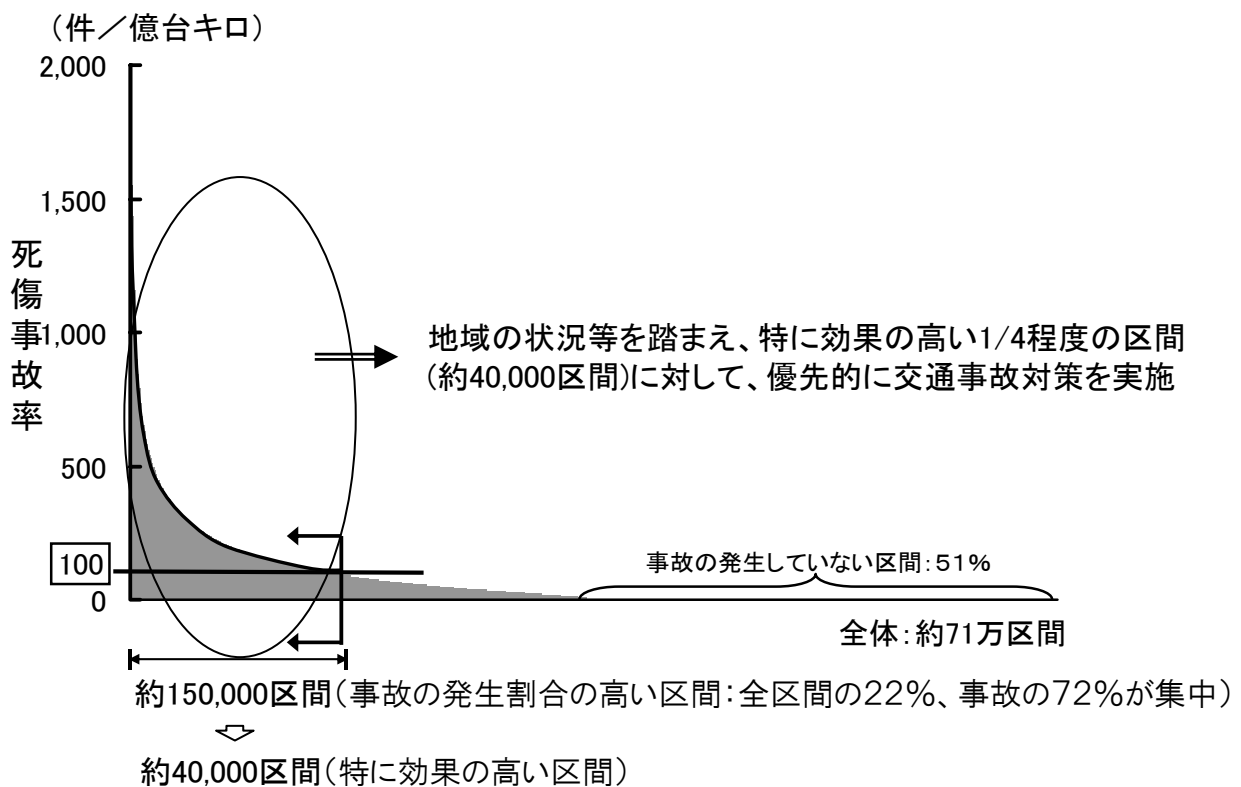 (件／億台キロ)
2,000
1,500
1,000
500
100
0
死傷事故率
地域の状況等を踏まえ、特に効果の高い1/4程度の区間
(約40,000区間)に対して、優先的に交通事故対策を実施
事故の発生していない区間：51%
全体：約71万区間
約150,000区間(事故の発生割合の高い区間：全区間の22%、事故の72%が集中)
約40,000区間(特に効果の高い区間)